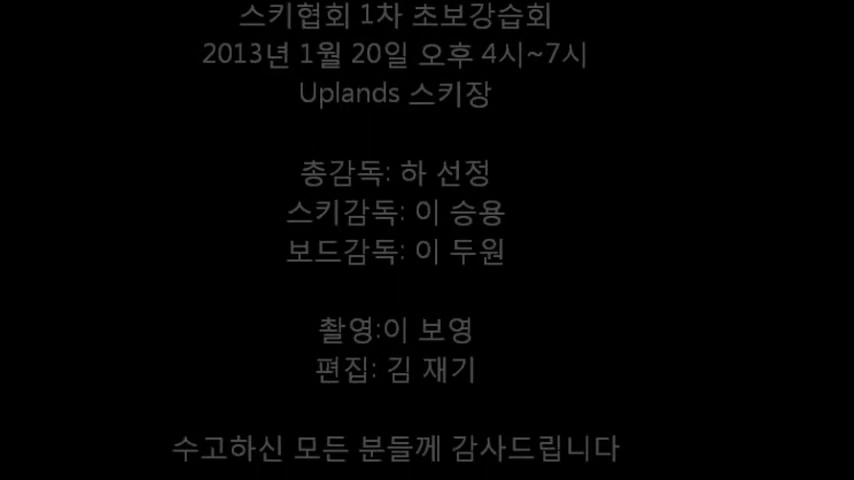 스키협회 1차 초보강습회
2013년 1월 20일 오후 4시~7시
Uplands 스키장
총감독: 하 선정
스키감독: 이 승용
보드감독: 이 두원
촬영:이 보영
편집: 김 재기
수고하신 모든 분들께 감사드립니다